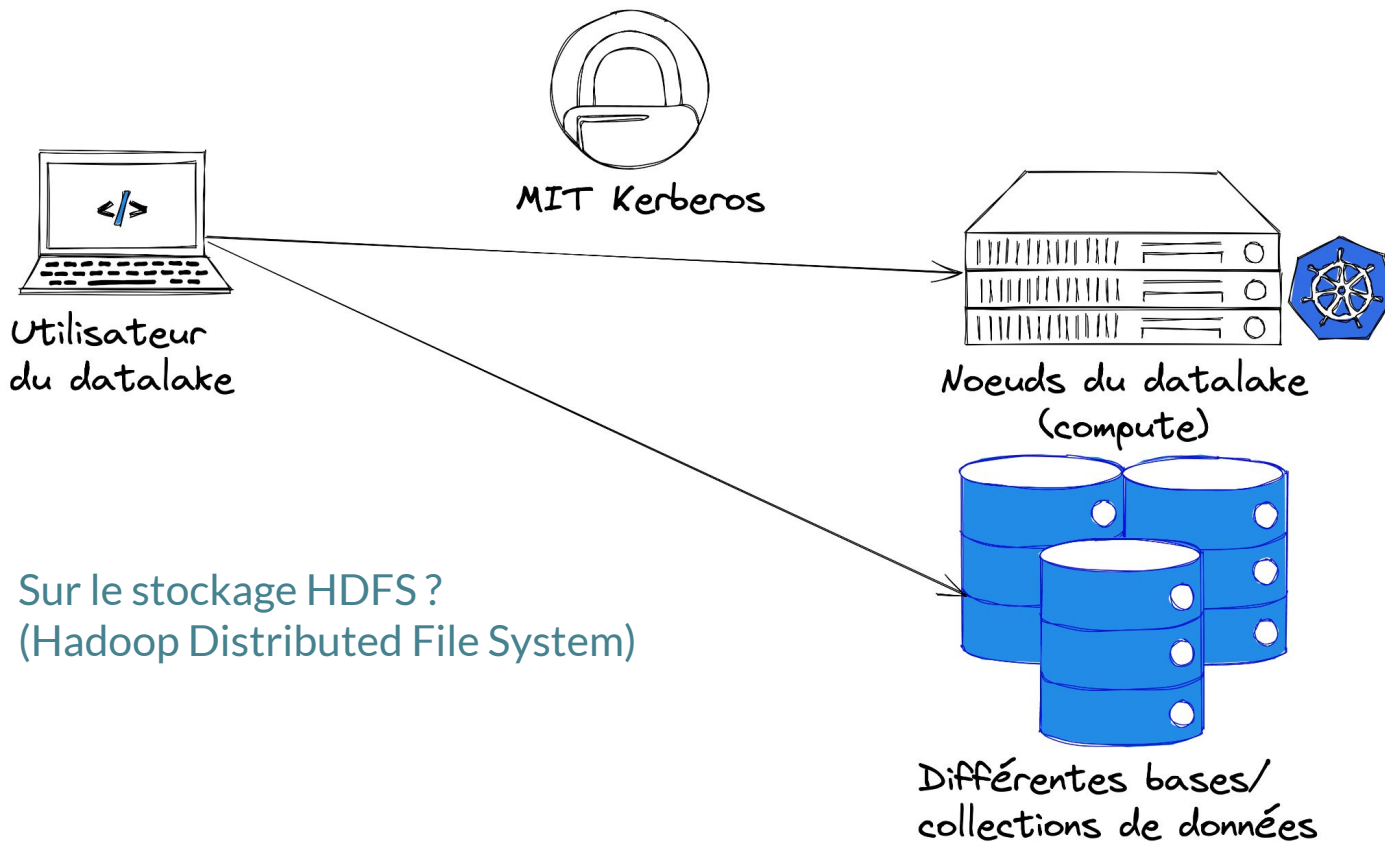 MIT Kerberos
</>
Utilisateur
du datalake
Noeuds du datalake
(compute)
Sur le stockage HDFS ?
(Hadoop Distributed File System)
Différentes bases/
collections de données